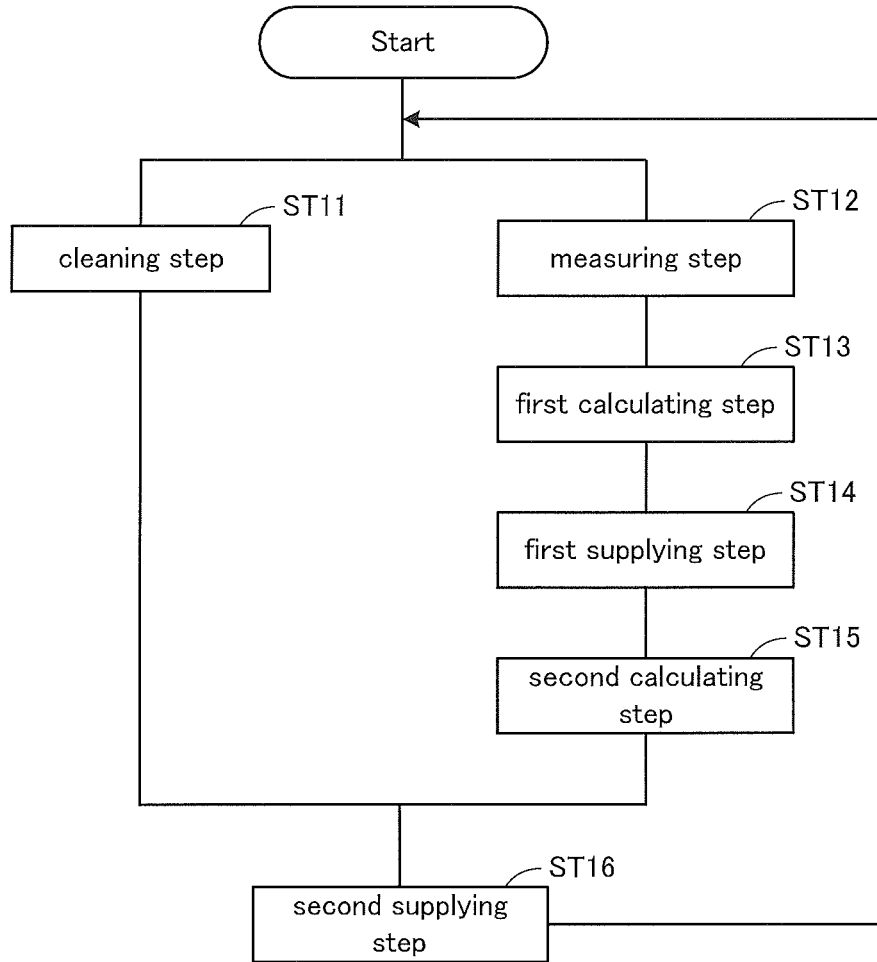 Start
ST11
cleaning step
ST12
measuring step
ST13
first calculating step
ST14
first supplying step
ST15
second calculating
step
ST16
second supplying
step